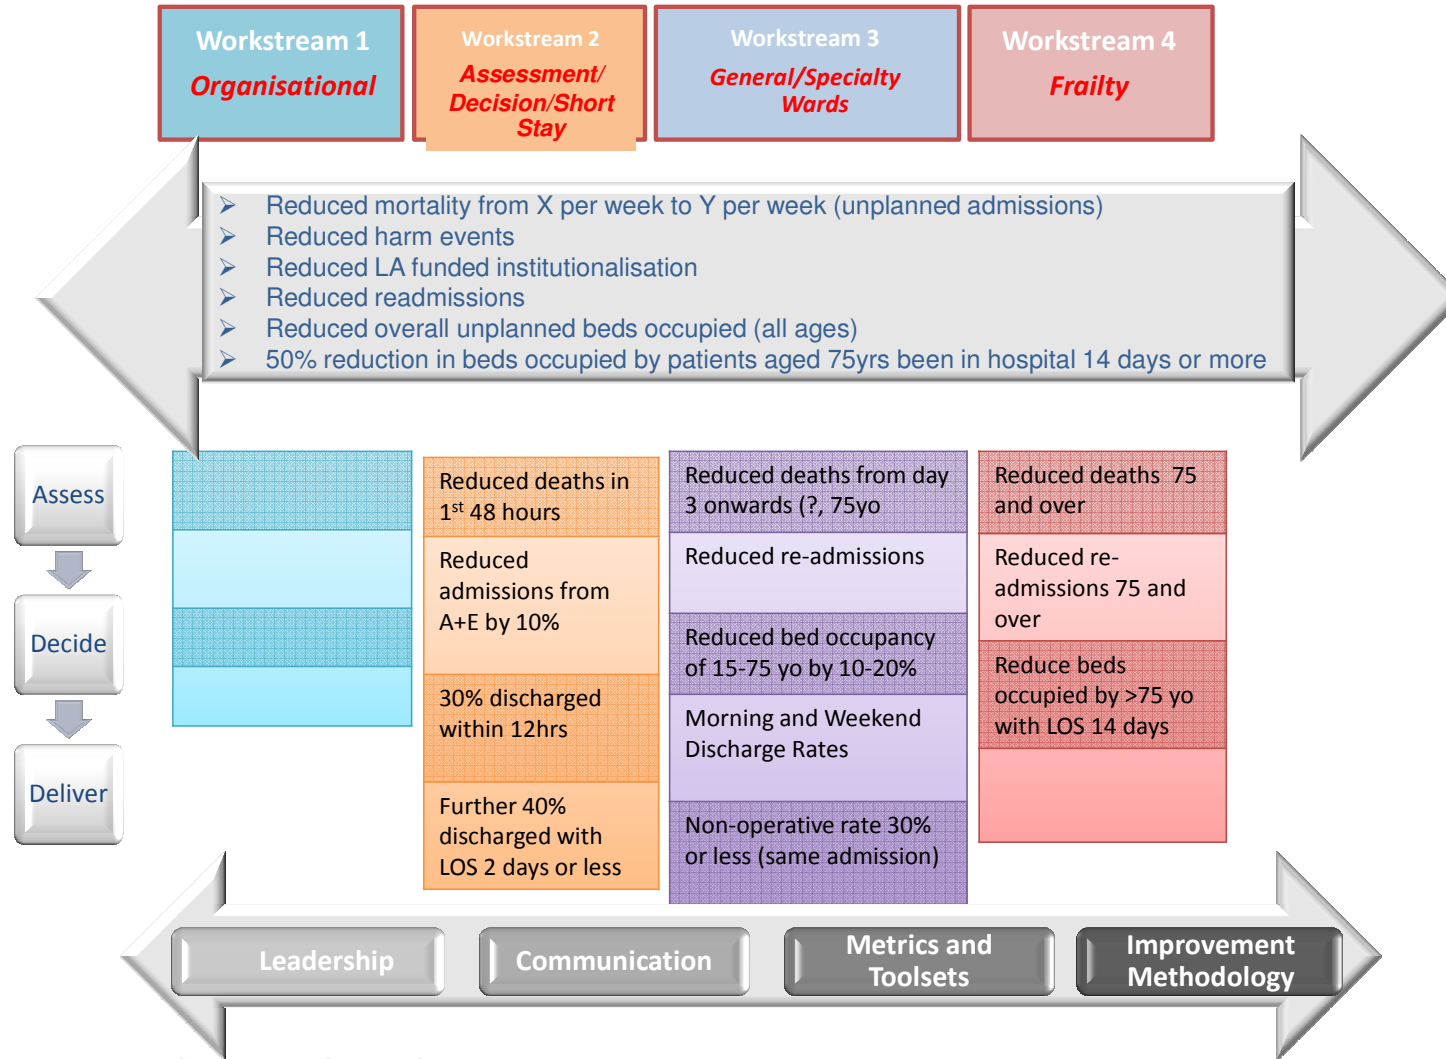 Workstream 1
Organisational
Workstream 2
Assessment/
Decision/Short
Stay
Workstream 3
General/Specialty
Wards
Workstream 4
Frailty
➢ Reduced mortality from X per week to Y per week (unplanned admissions)
➢ Reduced harm events
➢ Reduced LA funded institutionalisation
➢ Reduced readmissions
➢ Reduced overall unplanned beds occupied (all ages)
➢ 50% reduction in beds occupied by patients aged 75yrs been in hospital 14 days or more
Assess
Decide
Deliver
Reduced deaths in
1st 48 hours
Reduced
admissions from
A+E by 10%
30% discharged
within 12hrs
Further 40%
discharged with
LOS 2 days or less
Reduced deaths from day
3 onwards (?, 75yo
Reduced re-admissions
Reduced bed occupancy
of 15-75 yo by 10-20%
Morning and Weekend
Discharge Rates
Non-operative rate 30%
or less (same admission)
Reduced deaths 75
and over
Reduced re-
admissions 75 and
over
Reduce beds
occupied by >75 yo
with LOS 14 days
Leadership
Communication
Metrics and
Toolsets
Improvement
Methodology